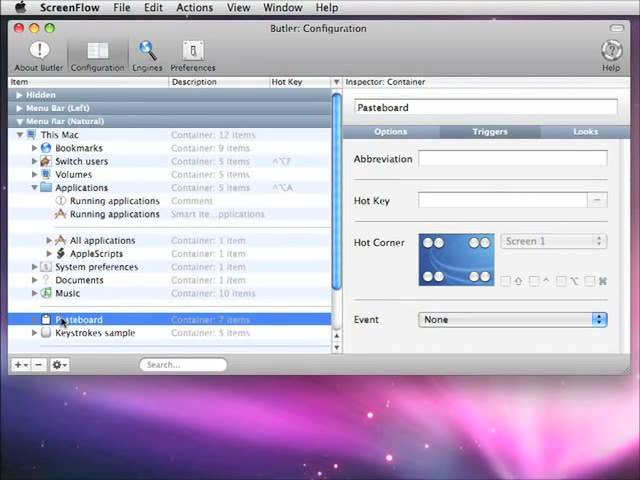 ScreenFlow File Edit Actions View Window Help
Butler: Configuration
About Butler Configuration Engines Preferences Help
Item Description Hot Key Inspector: Container
Hidden
Menu Bar (Left)
Menu Bar (Natural)
This Mac Container: 12 items
Bookmarks Container: 9 items
Switch users Container: 5 items ^⌥F
Volumes Container: 5 items
Applications Container: 5 items ^⌥A
Running applications Comment
Running applications Smart Ite...pplications
All applications Container: 1 item
AppleScripts Container: 1 item
System preferences Container: 1 item
Documents Container: 1 item
Music Container: 10 items
Pasteboard Container: 7 items
Keystrokes sample Container: 5 items
Search...
Pasteboard
Options Triggers Looks
Abbreviation
Hot Key
Hot Corner Screen 1
⇧ ^ ⌥ ⌘
Event None